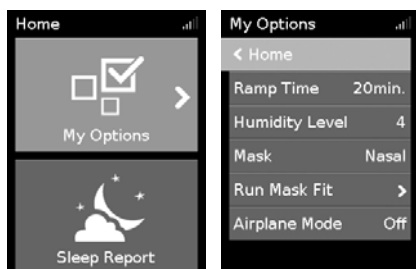 Home
My Options
Sleep Report
My Options
< Home
Ramp Time 20min.
Humidity Level 4
Mask Nasal
Run Mask Fit >
Airplane Mode Off